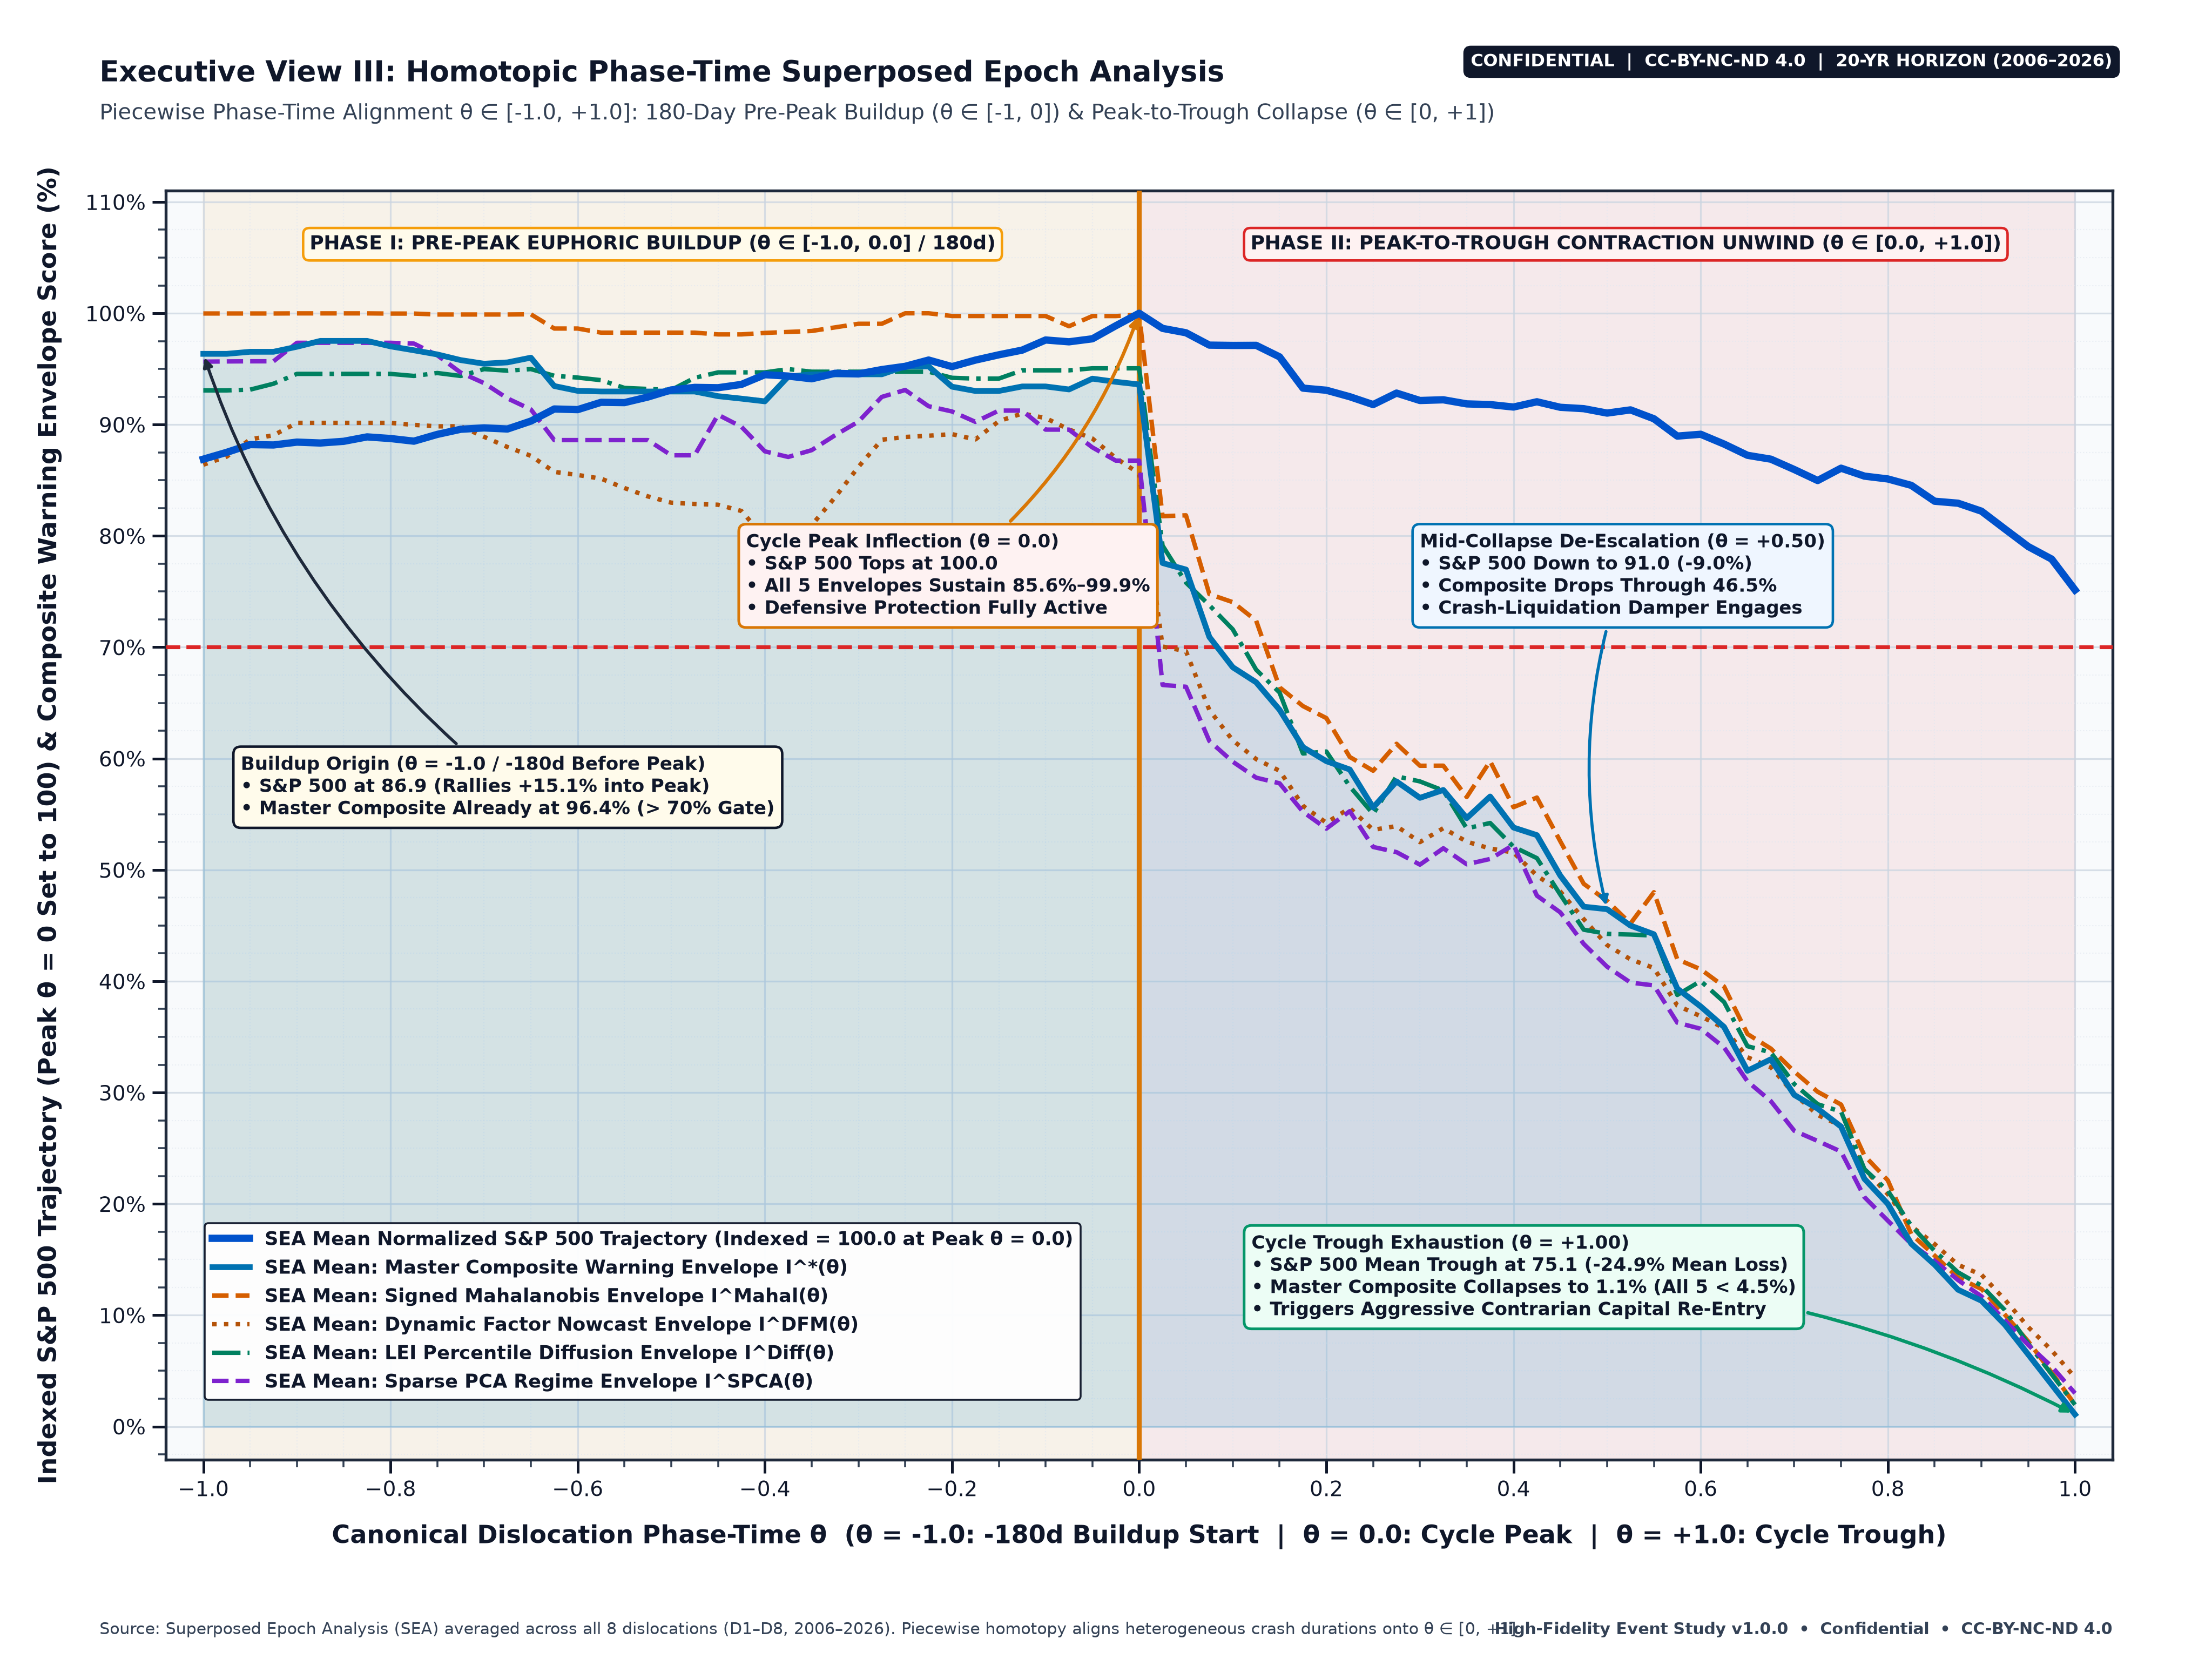 Executive View III: Homotopic Phase-Time Superposed Epoch Analysis
CONFIDENTIAL | CC-BY-NC-ND 4.0 | 20-YR HORIZON (2006–2026)
Piecewise Phase-Time Alignment θ ∈ [-1.0, +1.0]: 180-Day Pre-Peak Buildup (θ ∈ [-1, 0]) & Peak-to-Trough Collapse (θ ∈ [0, +1])
Indexed S&P 500 Trajectory (Peak θ = 0 Set to 100) & Composite Warning Envelope Score (%)
110%
100%
90%
80%
70%
60%
50%
40%
30%
20%
10%
0%
PHASE I: PRE-PEAK EUPHORIC BUILDUP (θ ∈ [-1.0, 0.0] / 180d)
PHASE II: PEAK-TO-TROUGH CONTRACTION UNWIND (θ ∈ [0.0, +1.0])
Cycle Peak Inflection (θ = 0.0)
• S&P 500 Tops at 100.0
• All 5 Envelopes Sustain 85.6%–99.9%
• Defensive Protection Fully Active
Mid-Collapse De-Escalation (θ = +0.50)
• S&P 500 Down to 91.0 (-9.0%)
• Composite Drops Through 46.5%
• Crash-Liquidation Damper Engages
Buildup Origin (θ = -1.0 / -180d Before Peak)
• S&P 500 at 86.9 (Rallies +15.1% into Peak)
• Master Composite Already at 96.4% (> 70% Gate)
SEA Mean Normalized S&P 500 Trajectory (Indexed = 100.0 at Peak θ = 0.0)
SEA Mean: Master Composite Warning Envelope I^*(θ)
SEA Mean: Signed Mahalanobis Envelope I^Mahal(θ)
SEA Mean: Dynamic Factor Nowcast Envelope I^DFM(θ)
SEA Mean: LEI Percentile Diffusion Envelope I^Diff(θ)
SEA Mean: Sparse PCA Regime Envelope I^SPCA(θ)
Cycle Trough Exhaustion (θ = +1.00)
• S&P 500 Mean Trough at 75.1 (-24.9% Mean Loss)
• Master Composite Collapses to 1.1% (All 5 < 4.5%)
• Triggers Aggressive Contrarian Capital Re-Entry
−1.0 −0.8 −0.6 −0.4 −0.2 0.0 0.2 0.4 0.6 0.8 1.0
Canonical Dislocation Phase-Time θ (θ = -1.0: -180d Buildup Start | θ = 0.0: Cycle Peak | θ = +1.0: Cycle Trough)
Source: Superposed Epoch Analysis (SEA) averaged across all 8 dislocations (D1–D8, 2006–2026). Piecewise homotopy aligns heterogeneous crash durations onto θ ∈ [0, +1].
High-Fidelity Event Study v1.0.0 • Confidential • CC-BY-NC-ND 4.0